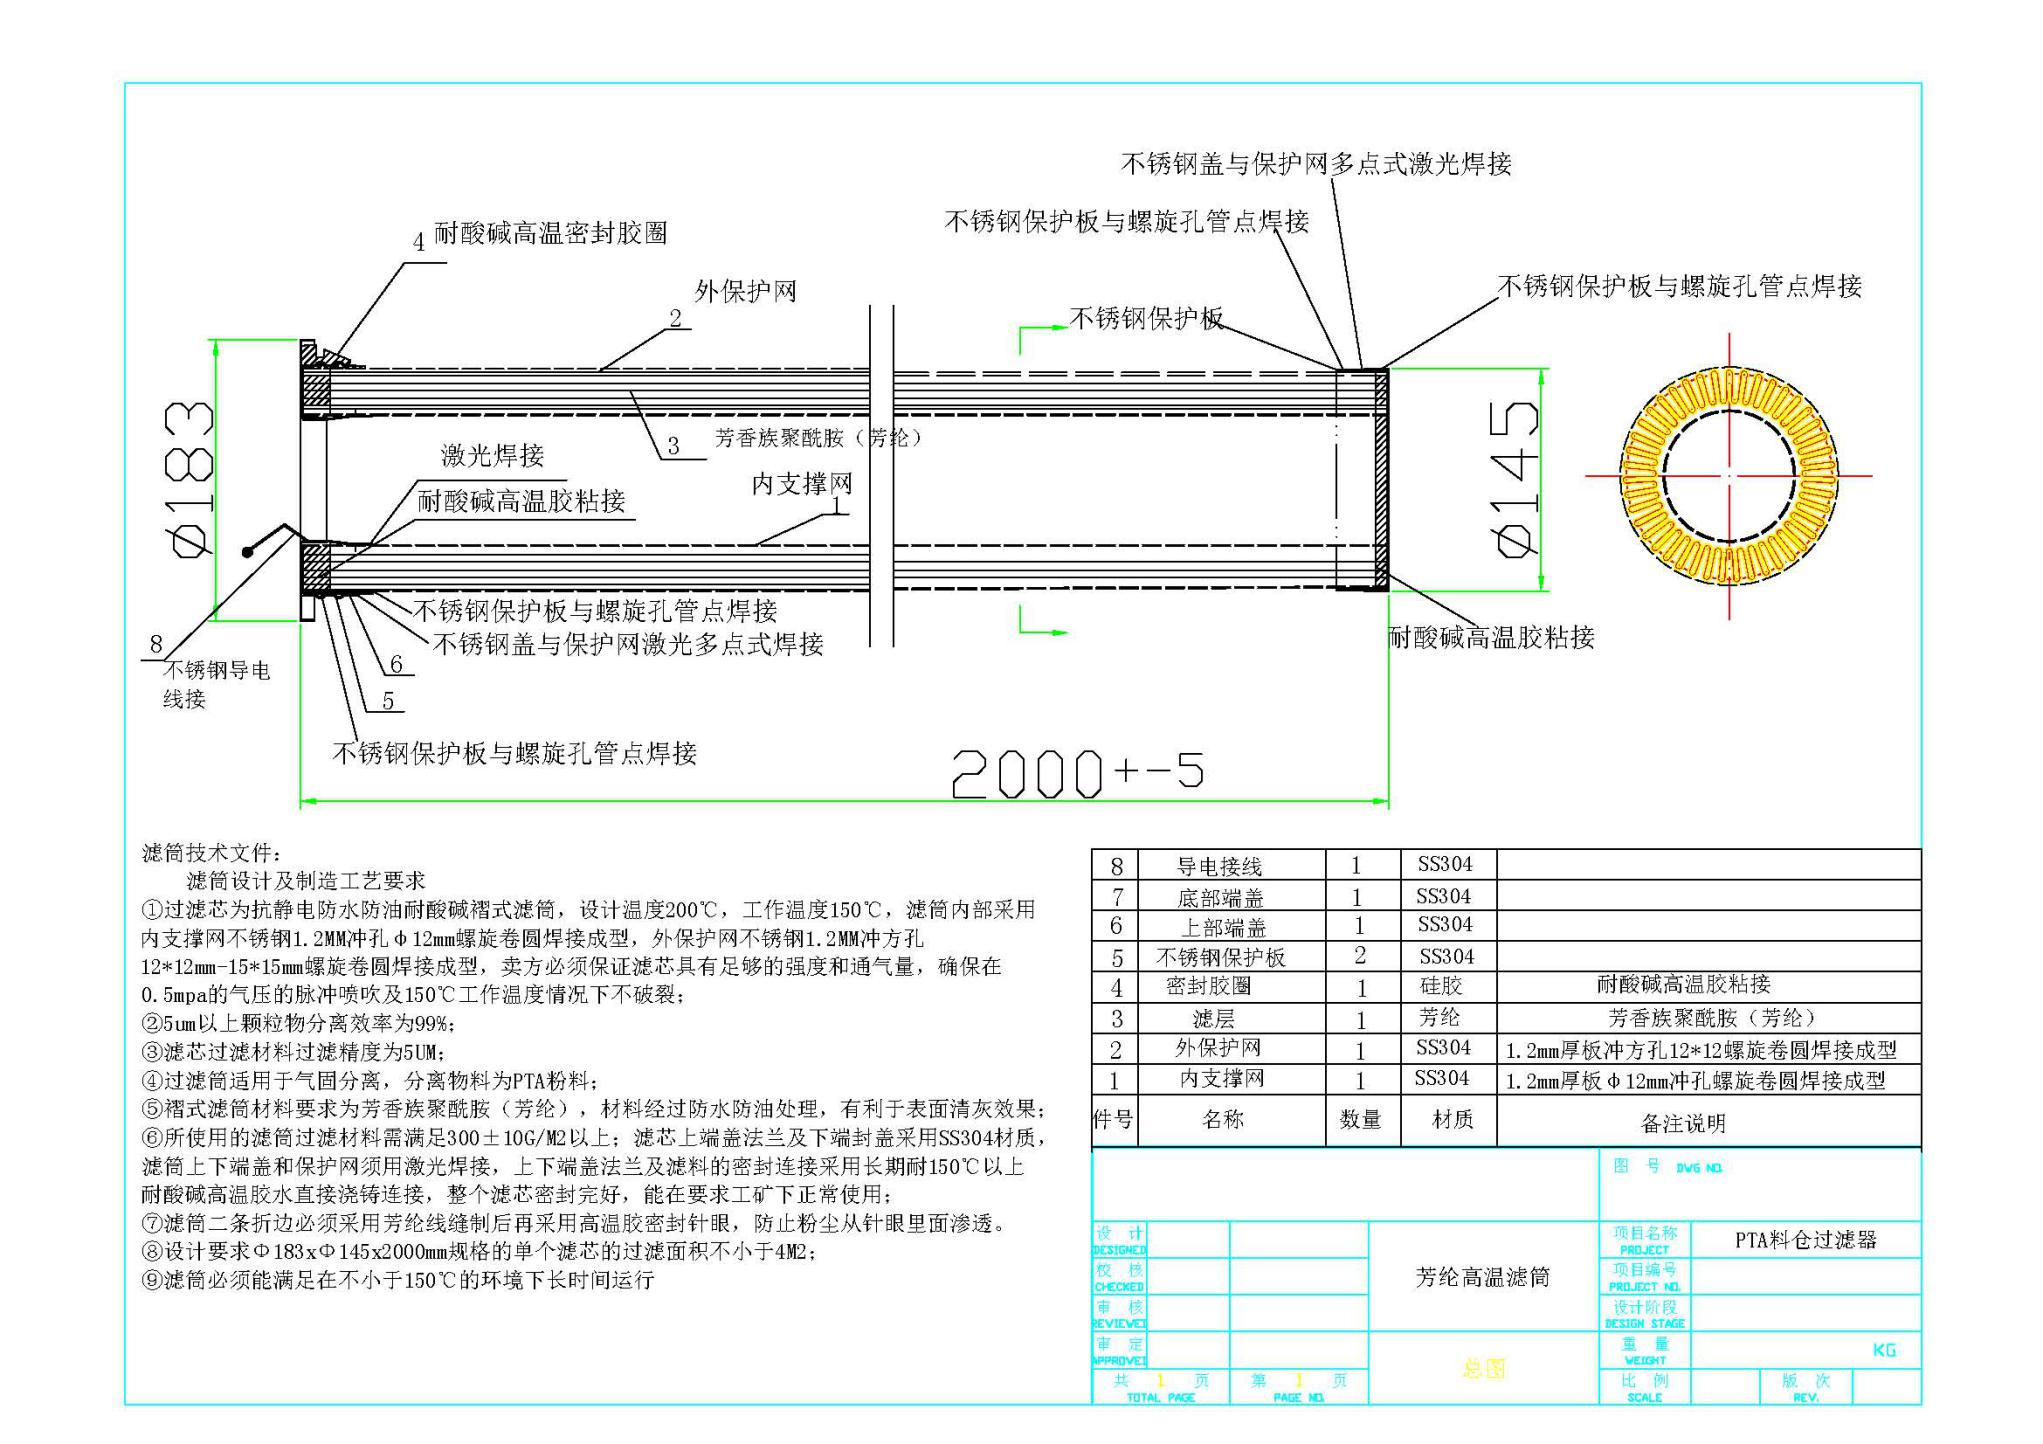 不锈钢盖与保护网多点式激光焊接
不锈钢保护板与螺旋孔管点焊接
4 耐酸碱高温密封胶圈
外保护网
2
不锈钢保护板与螺旋孔管点焊接
不锈钢保护板
ø183
3 芳香族聚酰胺（芳纶）
激光焊接
耐酸碱高温胶粘接
内支撑网
1
ø145
不锈钢保护板与螺旋孔管点焊接
不锈钢盖与保护网激光多点式焊接
耐酸碱高温胶粘接
8
不锈钢导电
线接
6
5
不锈钢保护板与螺旋孔管点焊接
2000+-5
滤筒技术文件：
滤筒设计及制造工艺要求
①过滤芯为抗静电防水防油耐酸碱褶式滤筒，设计温度200℃，工作温度150℃，滤筒内部采用
内支撑网不锈钢1.2MM冲孔φ12mm螺旋卷圆焊接成型，外保护网不锈钢1.2MM冲方孔
12*12mm-15*15mm螺旋卷圆焊接成型，卖方必须保证滤芯具有足够的强度和通气量，确保在
0.5mpa的气压的脉冲喷吹及150℃工作温度情况下不破裂；
②5um以上颗粒物分离效率为99%；
③滤芯过滤材料过滤精度为5UM；
④过滤筒适用于气固分离，分离物料为PTA粉料；
⑤褶式滤筒材料要求为芳香族聚酰胺（芳纶），材料经过防水防油处理，有利于表面清灰效果；
⑥所使用的滤筒过滤材料需满足300±10G/M2以上；滤芯上端盖法兰及下端封盖采用SS304材质，
滤筒上下端盖和保护网须用激光焊接，上下端盖法兰及滤料的密封连接采用长期耐150℃以上
耐酸碱高温胶水直接浇铸连接，整个滤芯密封完好，能在要求工矿下正常使用；
⑦滤筒二条折边必须采用芳纶线缝制后再采用高温胶密封针眼，防止粉尘从针眼里面渗透。
⑧设计要求Φ183xΦ145x2000mm规格的单个滤芯的过滤面积不小于4M2；
⑨滤筒必须能满足在不小于150℃的环境下长时间运行
8 导电接线 1 SS304
7 底部端盖 1 SS304
6 上部端盖 1 SS304
5 不锈钢保护板 2 SS304
4 密封胶圈 1 硅胶 耐酸碱高温胶粘接
3 滤层 1 芳纶 芳香族聚酰胺（芳纶）
2 外保护网 1 SS304 1.2mm厚板冲方孔12*12螺旋卷圆焊接成型
1 内支撑网 1 SS304 1.2mm厚板φ12mm冲孔螺旋卷圆焊接成型
件号 名称 数量 材质 备注说明
图 号 DWG NO.
设 计
DESIGNED
校 核
CHECKED
审 核
REVIEWED
审 定
APPROVED
共 1 页
TOTAL PAGE
第 1 页
PAGE NO.
芳纶高温滤筒
总图
项目名称
PROJECT
PTA料仓过滤器
项目编号
PROJECT NO.
设计阶段
DESIGN STAGE
重 量
WEIGHT
KG
比 例
SCALE
版 次
REV.